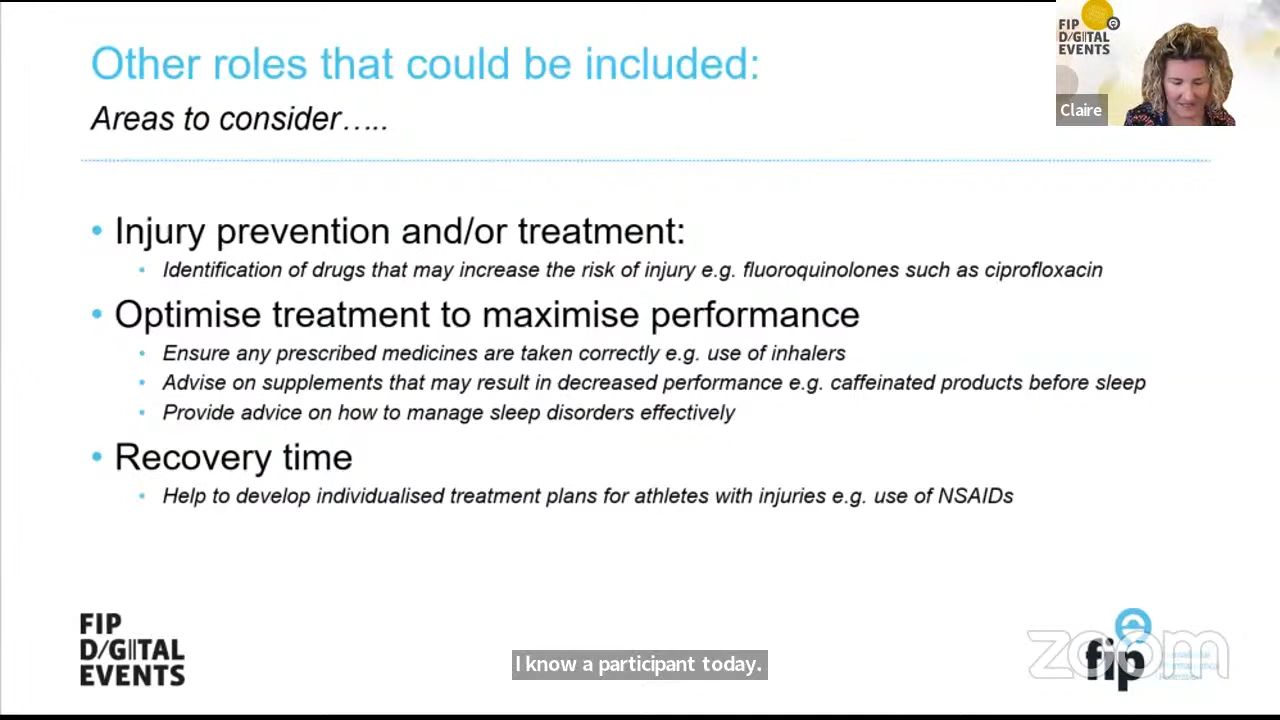 Other roles that could be included:
Areas to consider…..
FIP
D/GITAL
EVENTS
Claire
• Injury prevention and/or treatment:
• Identification of drugs that may increase the risk of injury e.g. fluoroquinolones such as ciprofloxacin
• Optimise treatment to maximise performance
• Ensure any prescribed medicines are taken correctly e.g. use of inhalers
• Advise on supplements that may result in decreased performance e.g. caffeinated products before sleep
• Provide advice on how to manage sleep disorders effectively
• Recovery time
• Help to develop individualised treatment plans for athletes with injuries e.g. use of NSAIDs
FIP
D/GITAL
EVENTS
I know a participant today.
zoom
fip